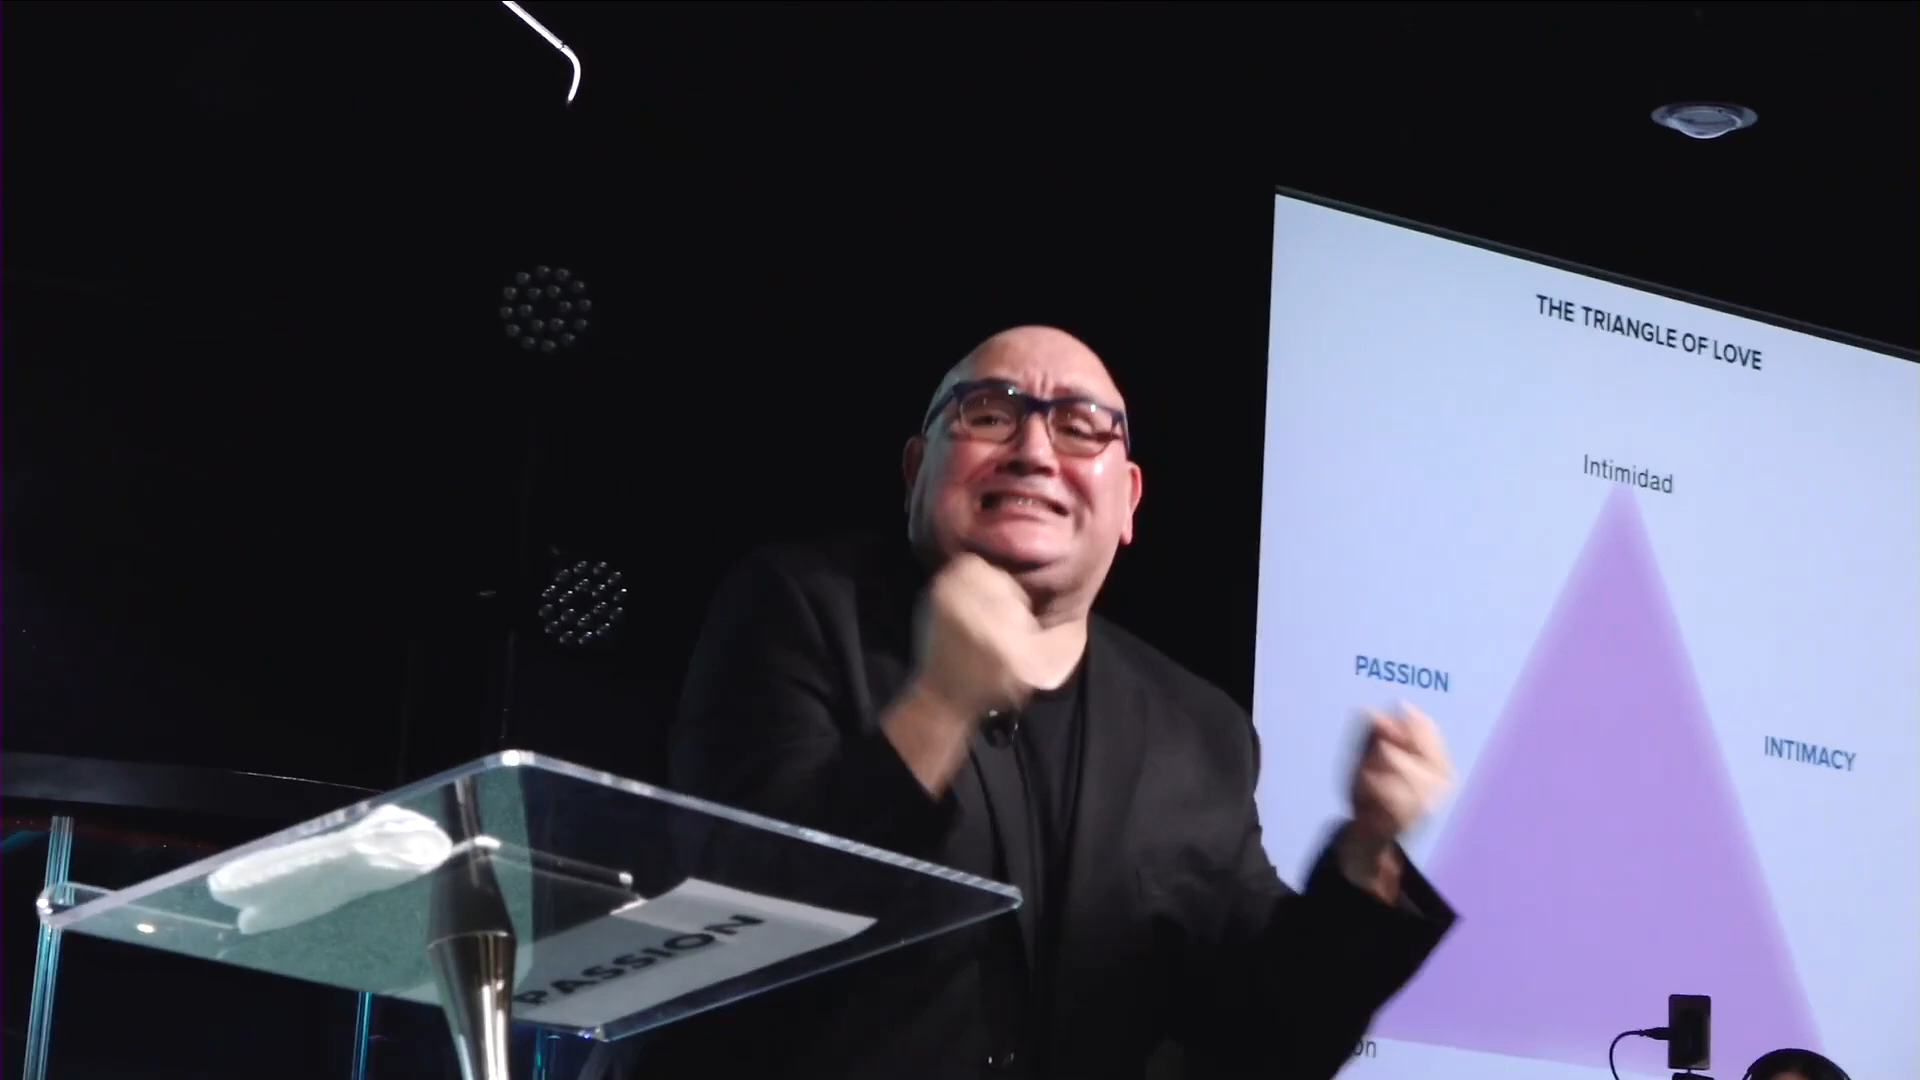 THE TRIANGLE OF LOVE
Intimidad
PASSION
INTIMACY
PASSION